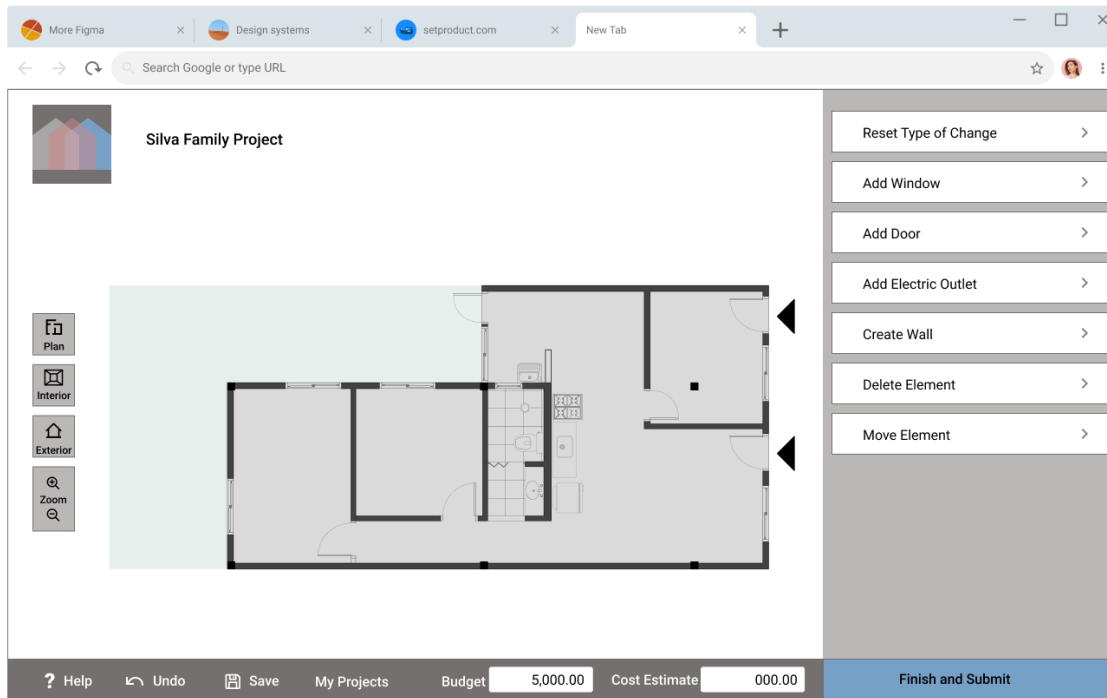 More Figma
Design systems
setproduct.com
New Tab
Search Google or type URL
Silva Family Project
Reset Type of Change
Add Window
Add Door
Add Electric Outlet
Create Wall
Delete Element
Move Element
Plan
Interior
Exterior
Zoom
? Help
Undo
Save
My Projects
Budget 5,000.00
Cost Estimate 000.00
Finish and Submit